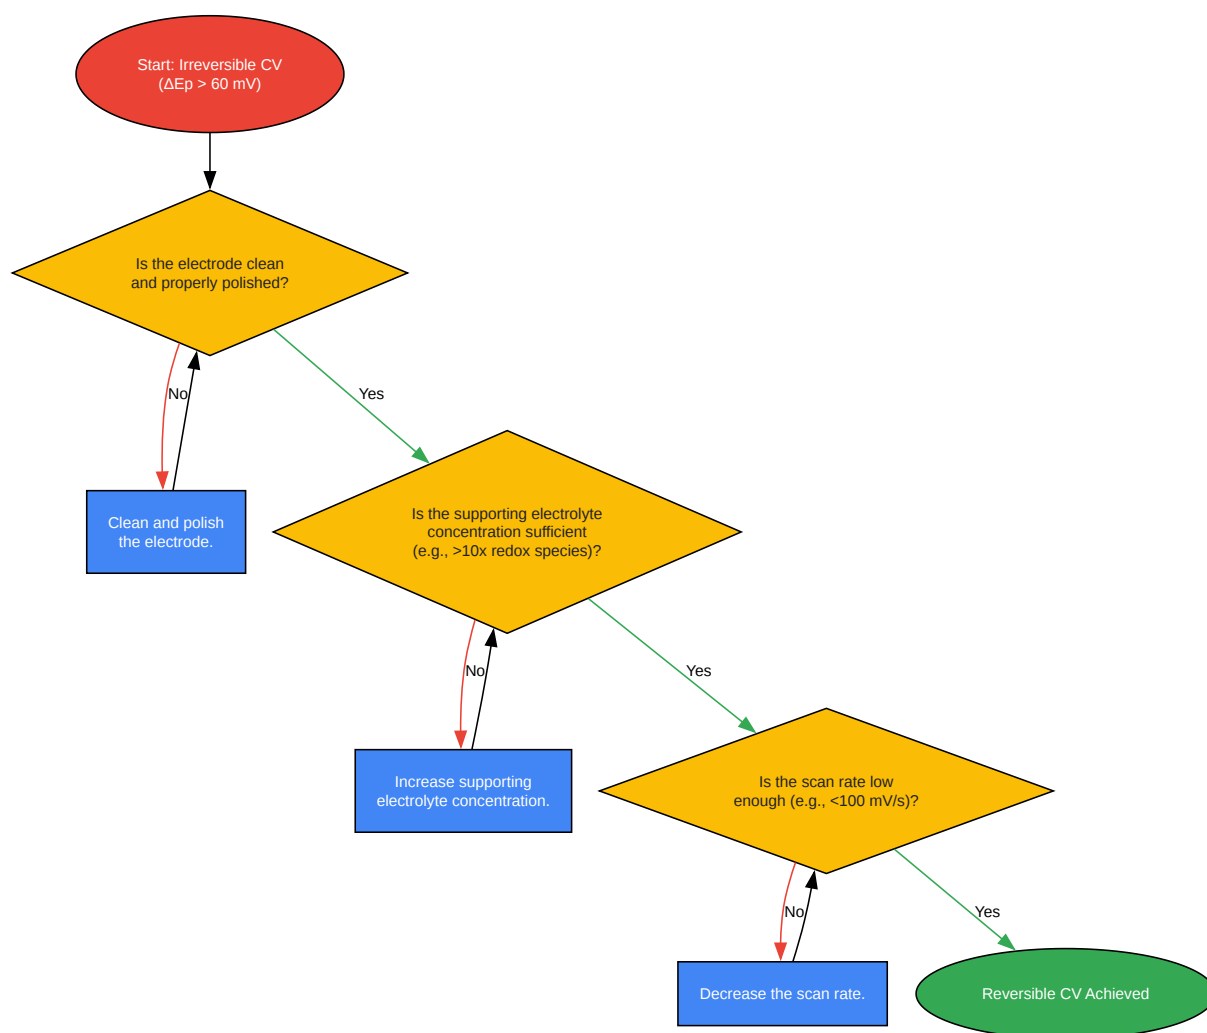 Start: Irreversible CV
(ΔEp > 60 mV)
Is the electrode clean
and properly polished?
No
Yes
Clean and polish
the electrode.
Is the supporting electrolyte
concentration sufficient
(e.g., >10x redox species)?
No
Yes
Increase supporting
electrolyte concentration.
Is the scan rate low
enough (e.g., <100 mV/s)?
No
Yes
Decrease the scan rate.
Reversible CV Achieved